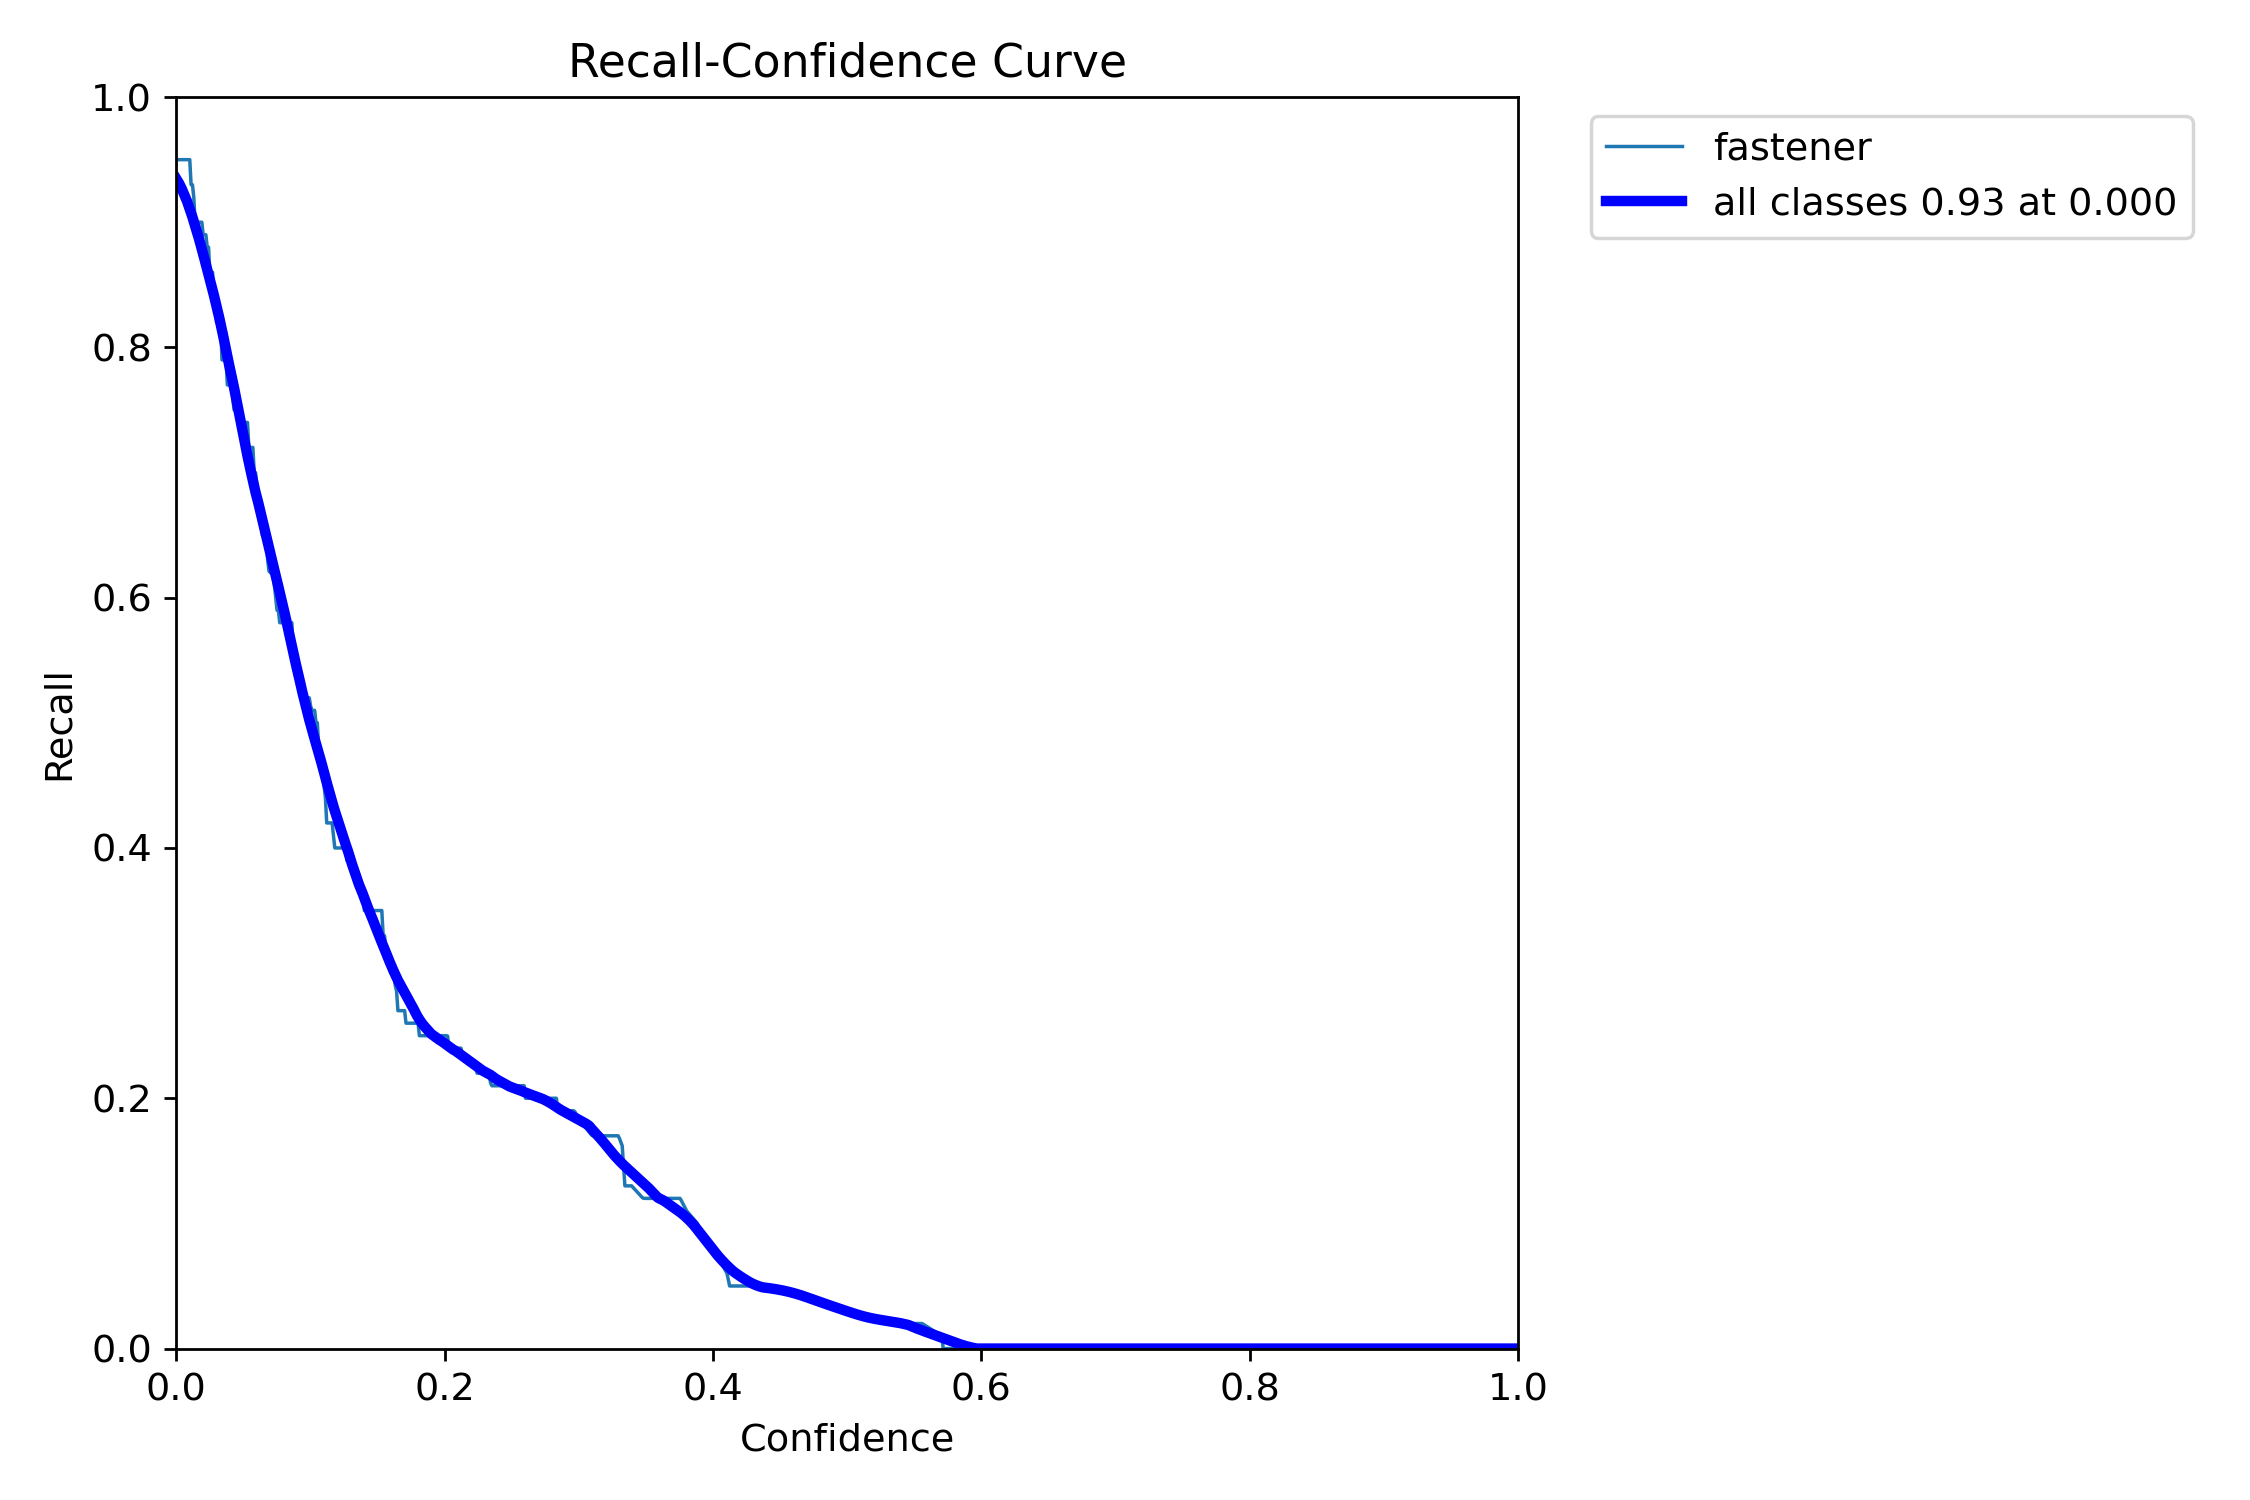 Recall-Confidence Curve
1.0
0.8
0.6
0.4
0.2
0.0
Recall
0.0 0.2 0.4 0.6 0.8 1.0
Confidence
fastener
all classes 0.93 at 0.000